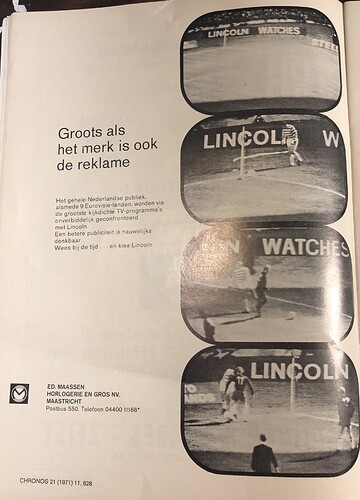 Groots als
het merk is ook
de reklame
Het gehele Nederlandse publiek,
alsmede 9 Eurovisie-landen, worden via
de grootste kijkdichte TV-programma's
onverbiddelijk geconfronteerd
met Lincoln.
Een betere publiciteit is nauwelijks
denkbaar.
Wees bij de tijd . . . en kies Lincoln
LINCOLN WATCHES
STEE
LINCOL W
N WATCHES
LINCOLN
ED. MAASSEN
HORLOGERIE EN GROS NV.
MAASTRICHT
Postbus 550. Telefoon 04400 11166*
CHRONOS 21 (1971) 11, 628